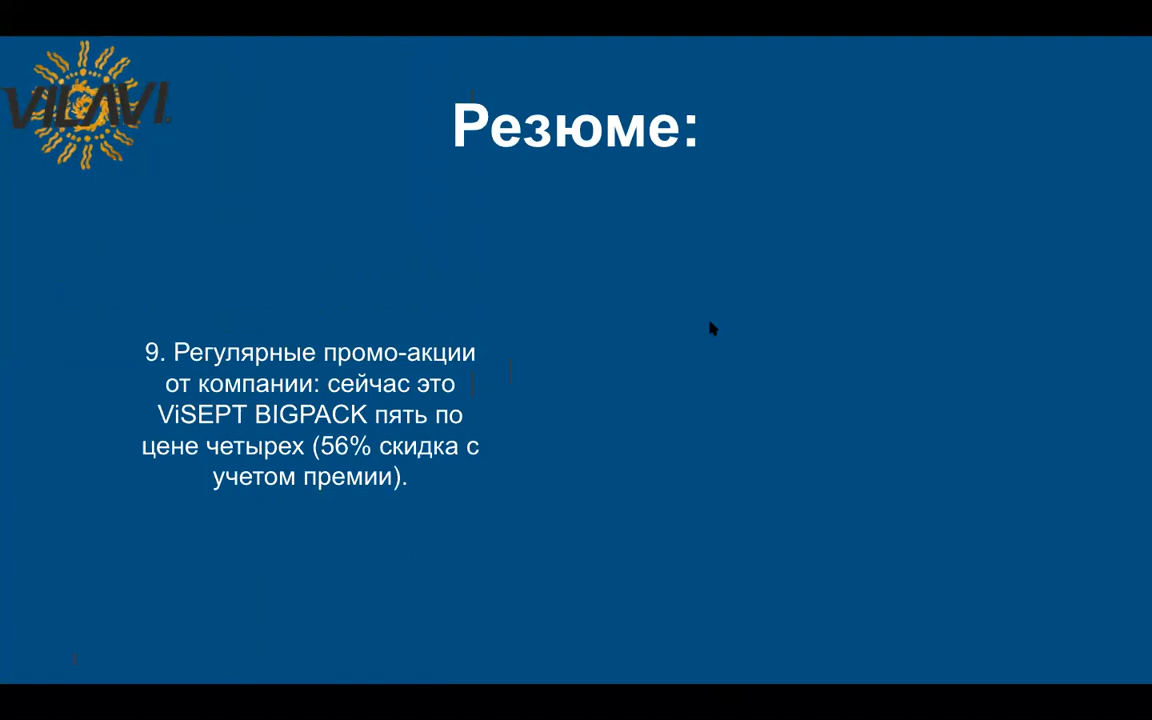 VILAVI
Резюме:
9. Регулярные промо-акции
от компании: сейчас это
ViSEPT BIGPACK пять по
цене четырех (56% скидка с
учетом премии).